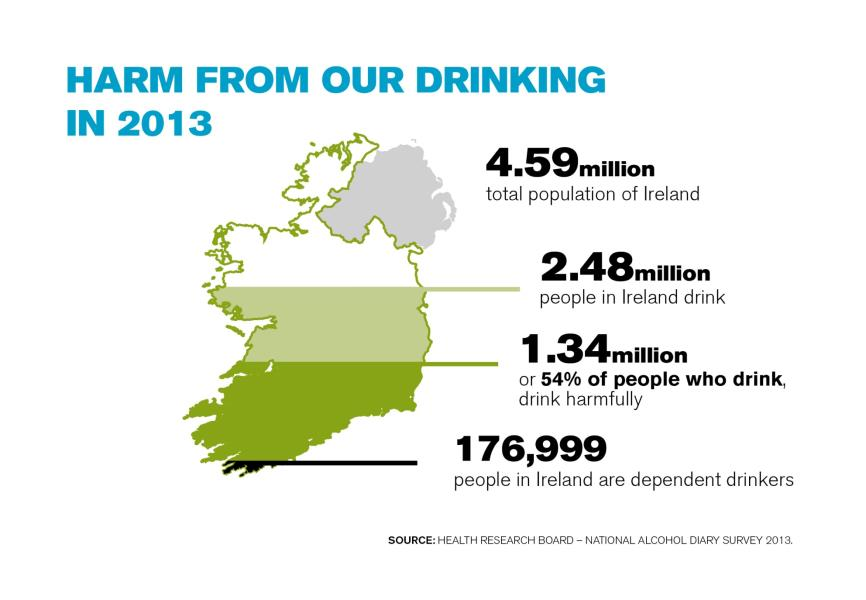 HARM FROM OUR DRINKING
IN 2013
4.59million
total population of Ireland
2.48million
people in Ireland drink
1.34million
or 54% of people who drink,
drink harmfully
176,999
people in Ireland are dependent drinkers
SOURCE: HEALTH RESEARCH BOARD – NATIONAL ALCOHOL DIARY SURVEY 2013.